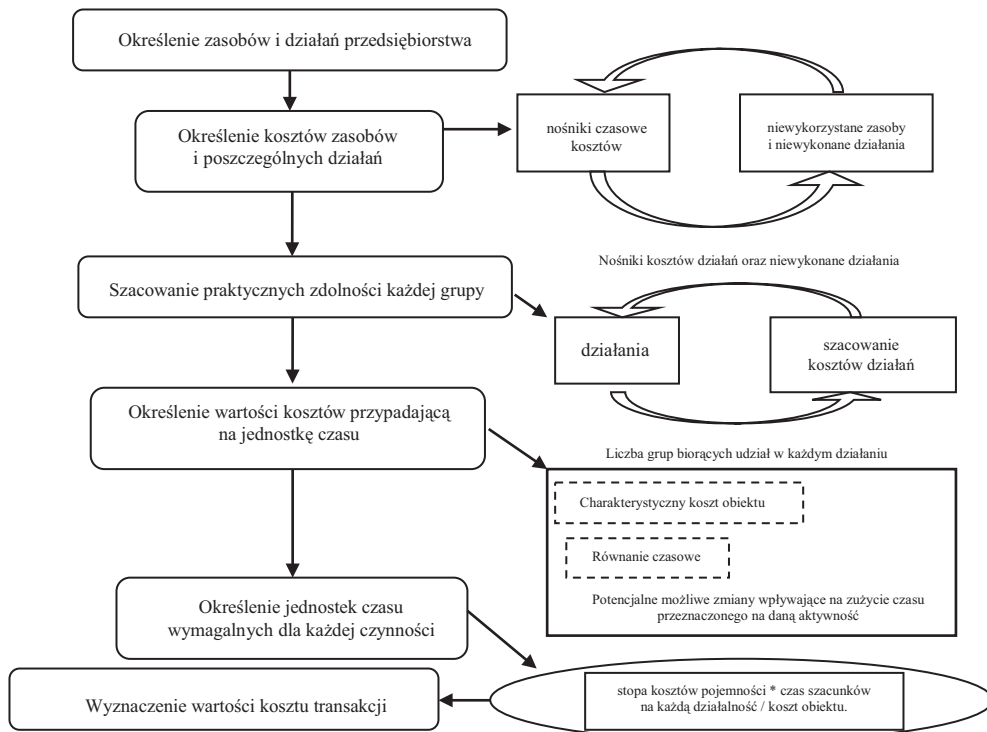 Określenie zasobów i działań przedsiębiorstwa
Określenie kosztów zasobów
i poszczególnych działań
nośniki czasowe
kosztów
niewykorzystane zasoby
i niewykonane działania
Nośniki kosztów działań oraz niewykonane działania
Szacowanie praktycznych zdolności każdej grupy
działania
szacowanie
kosztów działań
Określenie wartości kosztów przypadającą
na jednostkę czasu
Liczba grup biorących udział w każdym działaniu
Charakterystyczny koszt obiektu
Równanie czasowe
Potencjalne możliwe zmiany wpływające na zużycie czasu
przeznaczonego na daną aktywność
Określenie jednostek czasu
wymagalnych dla każdej czynności
stopa kosztów pojemności * czas szacunków
na każdą działalność / koszt obiektu.
Wyznaczenie wartości kosztu transakcji